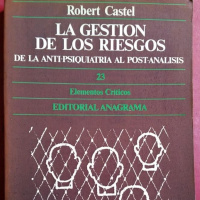 Robert Castel
LA GESTION
DE LOS RIESGOS
DE LA ANTI-PSIQUIATRIA AL POST-ANALISIS
23
Elementos Críticos
EDITORIAL ANAGRAMA